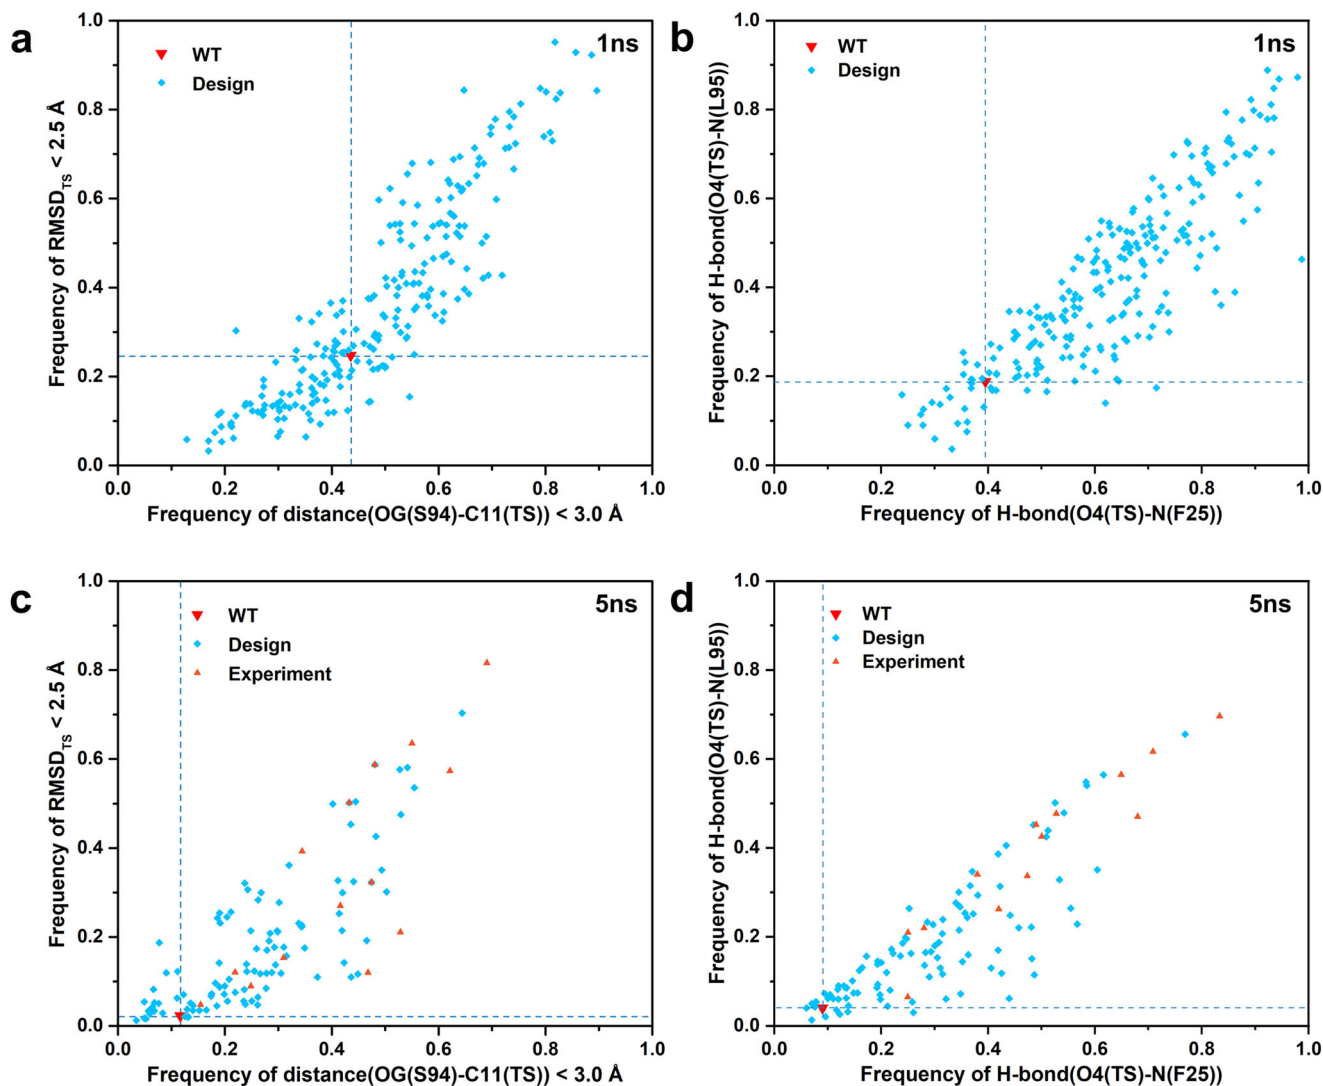 a
WT
Design
1ns
Frequency of RMSD_TS < 2.5 Å
1.0
0.8
0.6
0.4
0.2
0.0
0.0 0.2 0.4 0.6 0.8 1.0
Frequency of distance(OG(S94)-C11(TS)) < 3.0 Å
b
WT
Design
1ns
Frequency of H-bond(O4(TS)-N(L95))
1.0
0.8
0.6
0.4
0.2
0.0
0.0 0.2 0.4 0.6 0.8 1.0
Frequency of H-bond(O4(TS)-N(F25))
c
WT
Design
Experiment
5ns
Frequency of RMSD_TS < 2.5 Å
1.0
0.8
0.6
0.4
0.2
0.0
0.0 0.2 0.4 0.6 0.8 1.0
Frequency of distance(OG(S94)-C11(TS)) < 3.0 Å
d
WT
Design
Experiment
5ns
Frequency of H-bond(O4(TS)-N(L95))
1.0
0.8
0.6
0.4
0.2
0.0
0.0 0.2 0.4 0.6 0.8 1.0
Frequency of H-bond(O4(TS)-N(F25))